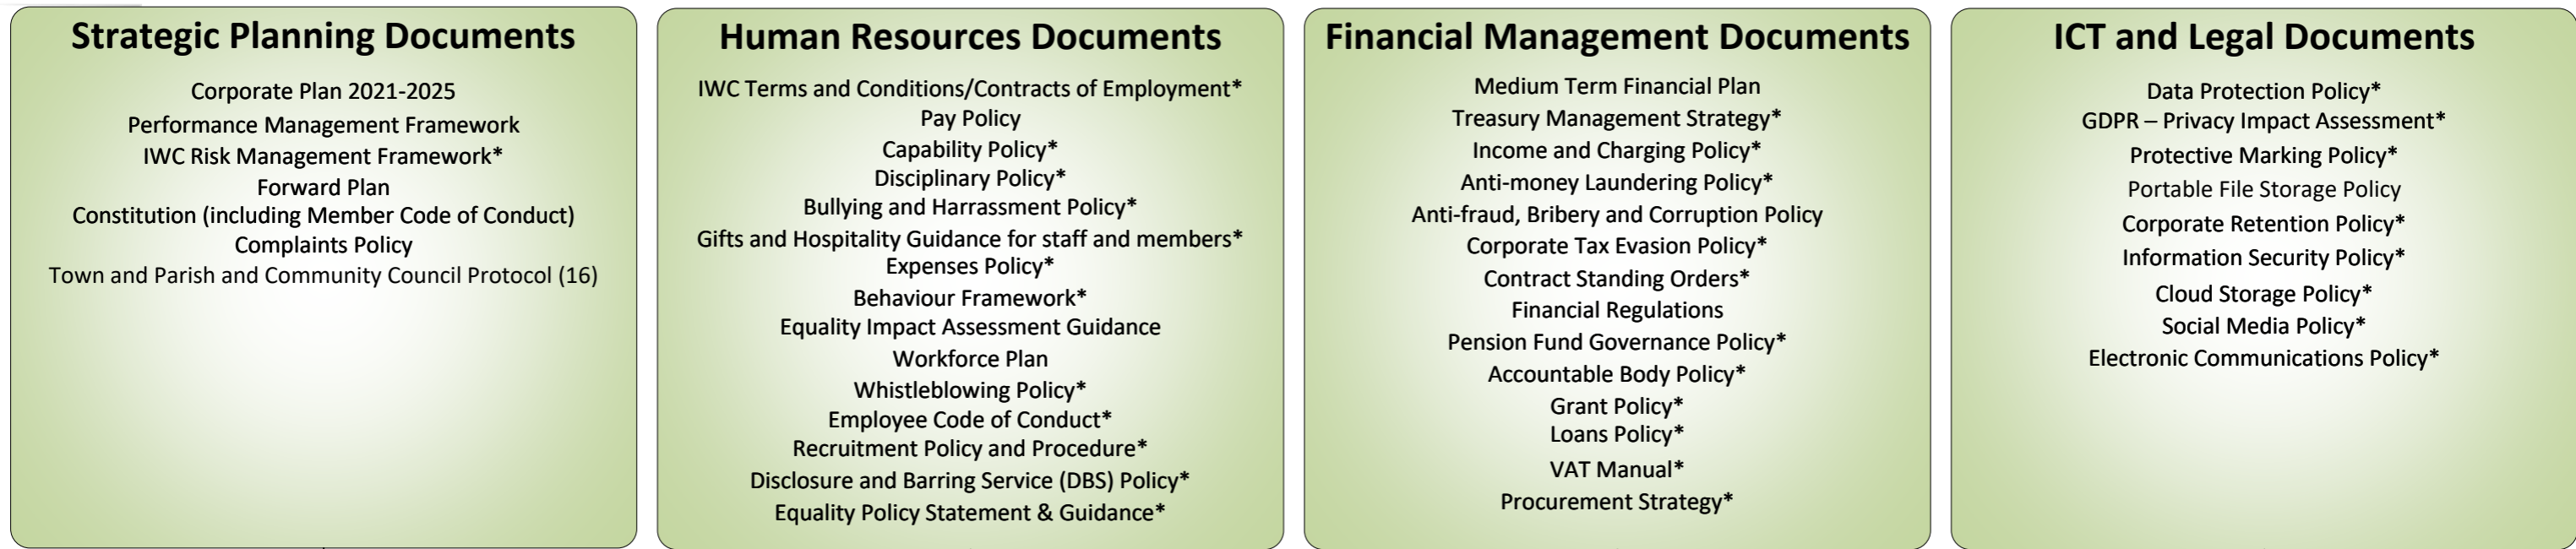 Strategic Planning Documents
Corporate Plan 2021-2025
Performance Management Framework
IWC Risk Management Framework*
Forward Plan
Constitution (including Member Code of Conduct)
Complaints Policy
Town and Parish and Community Council Protocol (16)
Human Resources Documents
IWC Terms and Conditions/Contracts of Employment*
Pay Policy
Capability Policy*
Disciplinary Policy*
Bullying and Harrassment Policy*
Gifts and Hospitality Guidance for staff and members*
Expenses Policy*
Behaviour Framework*
Equality Impact Assessment Guidance
Workforce Plan
Whistleblowing Policy*
Employee Code of Conduct*
Recruitment Policy and Procedure*
Disclosure and Barring Service (DBS) Policy*
Equality Policy Statement & Guidance*
Financial Management Documents
Medium Term Financial Plan
Treasury Management Strategy*
Income and Charging Policy*
Anti-money Laundering Policy*
Anti-fraud, Bribery and Corruption Policy
Corporate Tax Evasion Policy*
Contract Standing Orders*
Financial Regulations
Pension Fund Governance Policy*
Accountable Body Policy*
Grant Policy*
Loans Policy*
VAT Manual*
Procurement Strategy*
ICT and Legal Documents
Data Protection Policy*
GDPR – Privacy Impact Assessment*
Protective Marking Policy*
Portable File Storage Policy
Corporate Retention Policy*
Information Security Policy*
Cloud Storage Policy*
Social Media Policy*
Electronic Communications Policy*